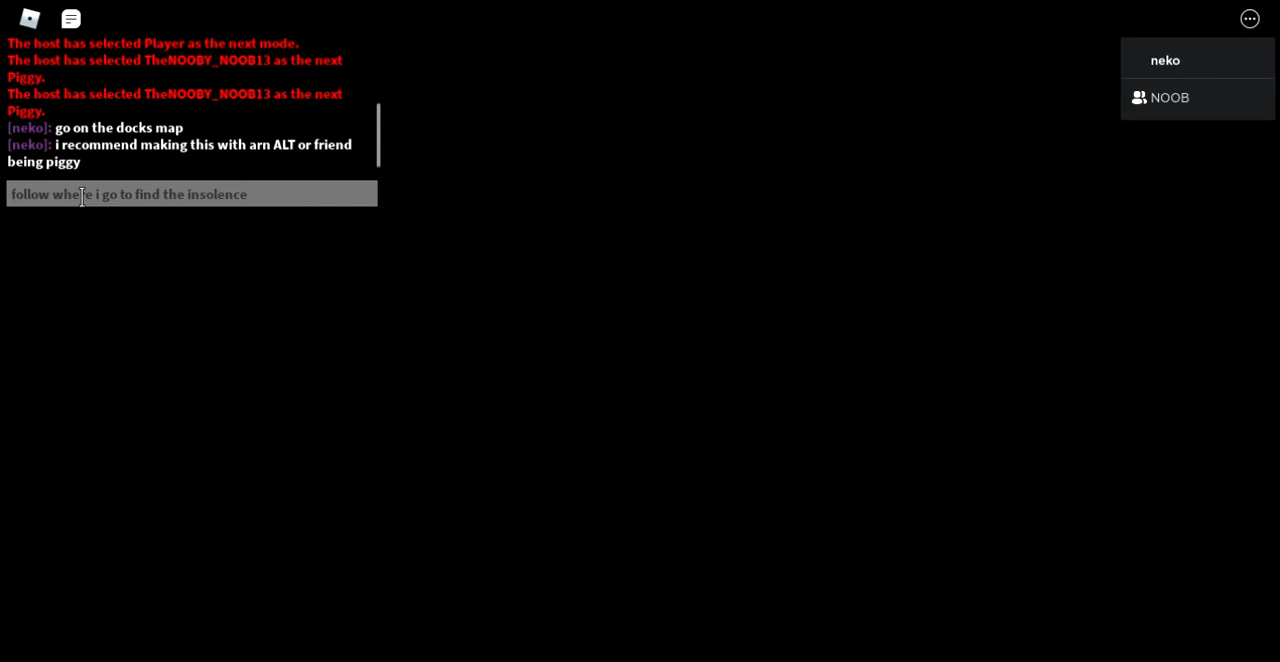 The host has selected Player as the next mode.
The host has selected TheNOOBY_NOOB13 as the next
Piggy.
The host has selected TheNOOBY_NOOB13 as the next
Piggy.
[neko]: go on the docks map
[neko]: i recommend making this with arn ALT or friend
being piggy
follow where i go to find the insolence
neko
NOOB